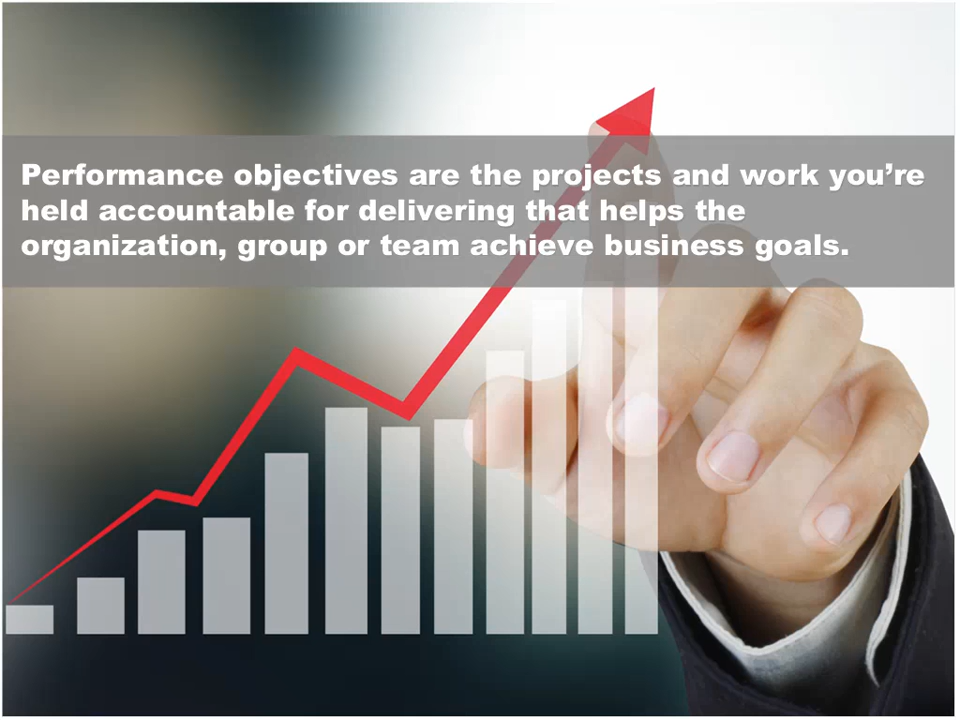 Performance objectives are the projects and work you’re
held accountable for delivering that helps the
organization, group or team achieve business goals.